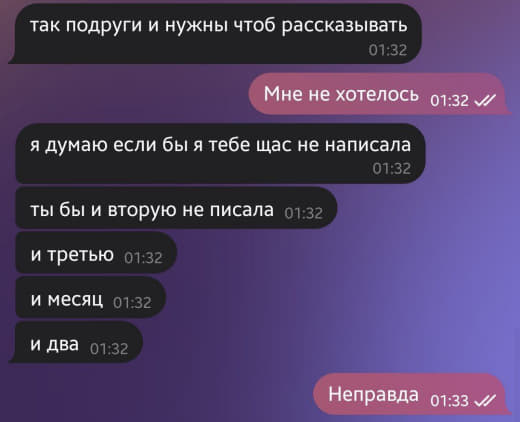 так подруги и нужны чтоб рассказывать
01:32
Мне не хотелось 01:32
я думаю если бы я тебе щас не написала
01:32
ты бы и вторую не писала 01:32
и третью 01:32
и месяц 01:32
и два 01:32
Неправда 01:33